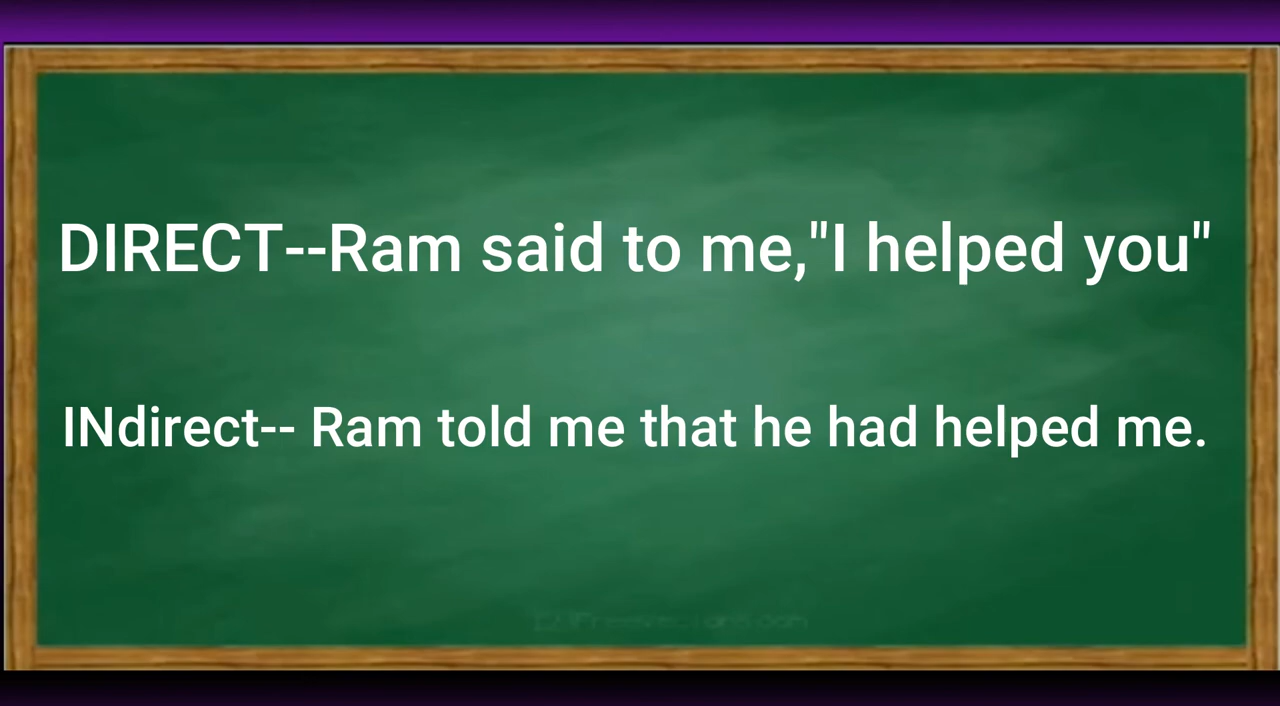 DIRECT--Ram said to me,"I helped you"
INdirect-- Ram told me that he had helped me.